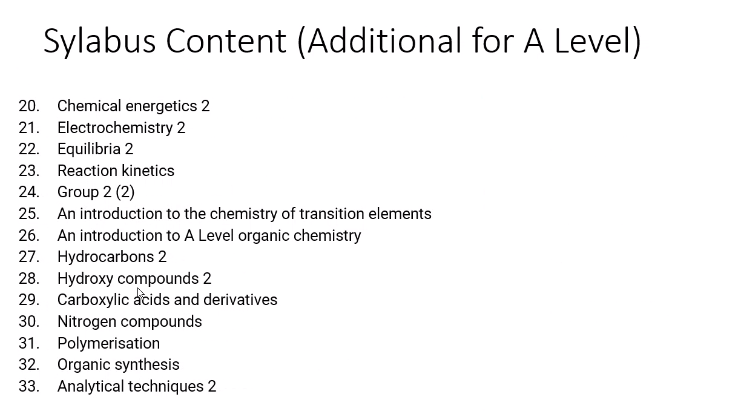 Sylabus Content (Additional for A Level)
20. Chemical energetics 2
21. Electrochemistry 2
22. Equilibria 2
23. Reaction kinetics
24. Group 2 (2)
25. An introduction to the chemistry of transition elements
26. An introduction to A Level organic chemistry
27. Hydrocarbons 2
28. Hydroxy compounds 2
29. Carboxylic acids and derivatives
30. Nitrogen compounds
31. Polymerisation
32. Organic synthesis
33. Analytical techniques 2